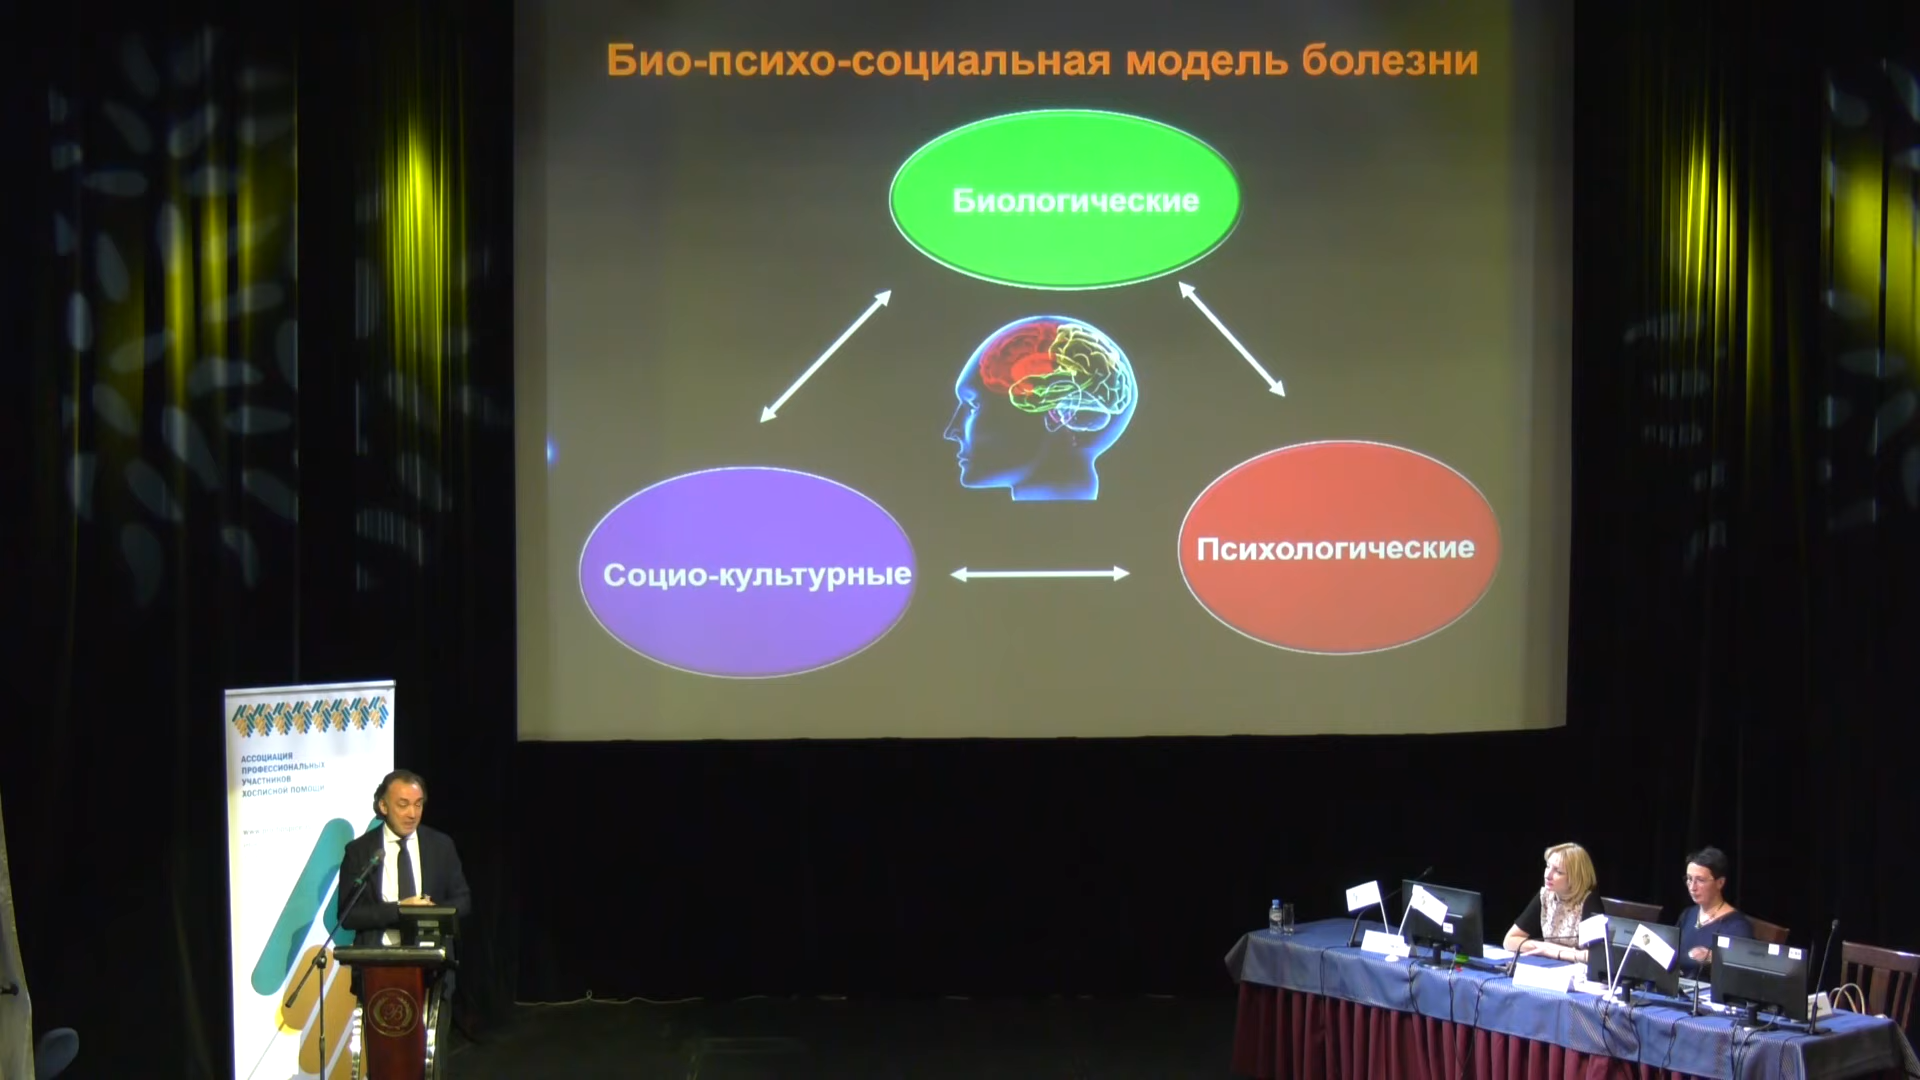 Био-психо-социальная модель болезни
Биологические
Социо-культурные
Психологические
АССОЦИАЦИЯ
ПРОФЕССИОНАЛЬНЫХ
УЧАСТНИКОВ
ХОСПИСНОЙ ПОМОЩИ